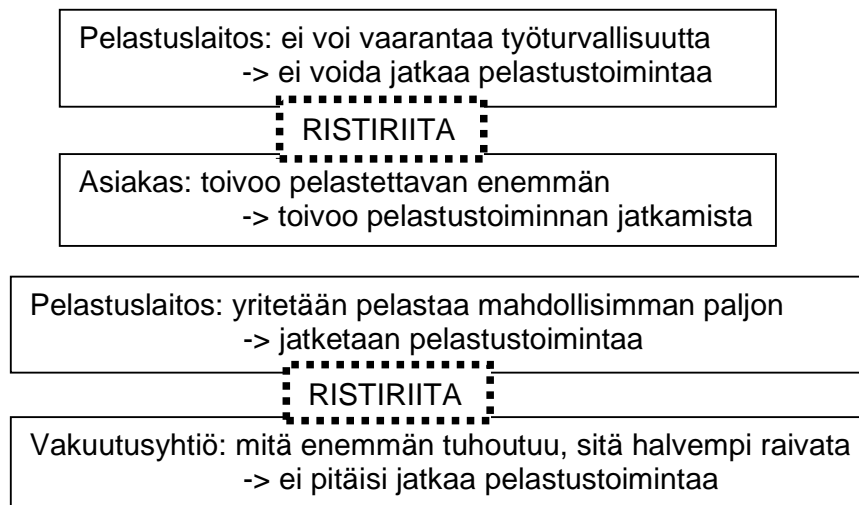 Pelastuslaitos: ei voi vaarantaa työturvallisuutta
-> ei voida jatkaa pelastustoimintaa
RISTIRIITA
Asiakas: toivoo pelastettavan enemmän
-> toivoo pelastustoiminnan jatkamista
Pelastuslaitos: yritetään pelastaa mahdollisimman paljon
-> jatketaan pelastustoimintaa
RISTIRIITA
Vakuutusyhtiö: mitä enemmän tuhoutuu, sitä halvempi raivata
-> ei pitäisi jatkaa pelastustoimintaa